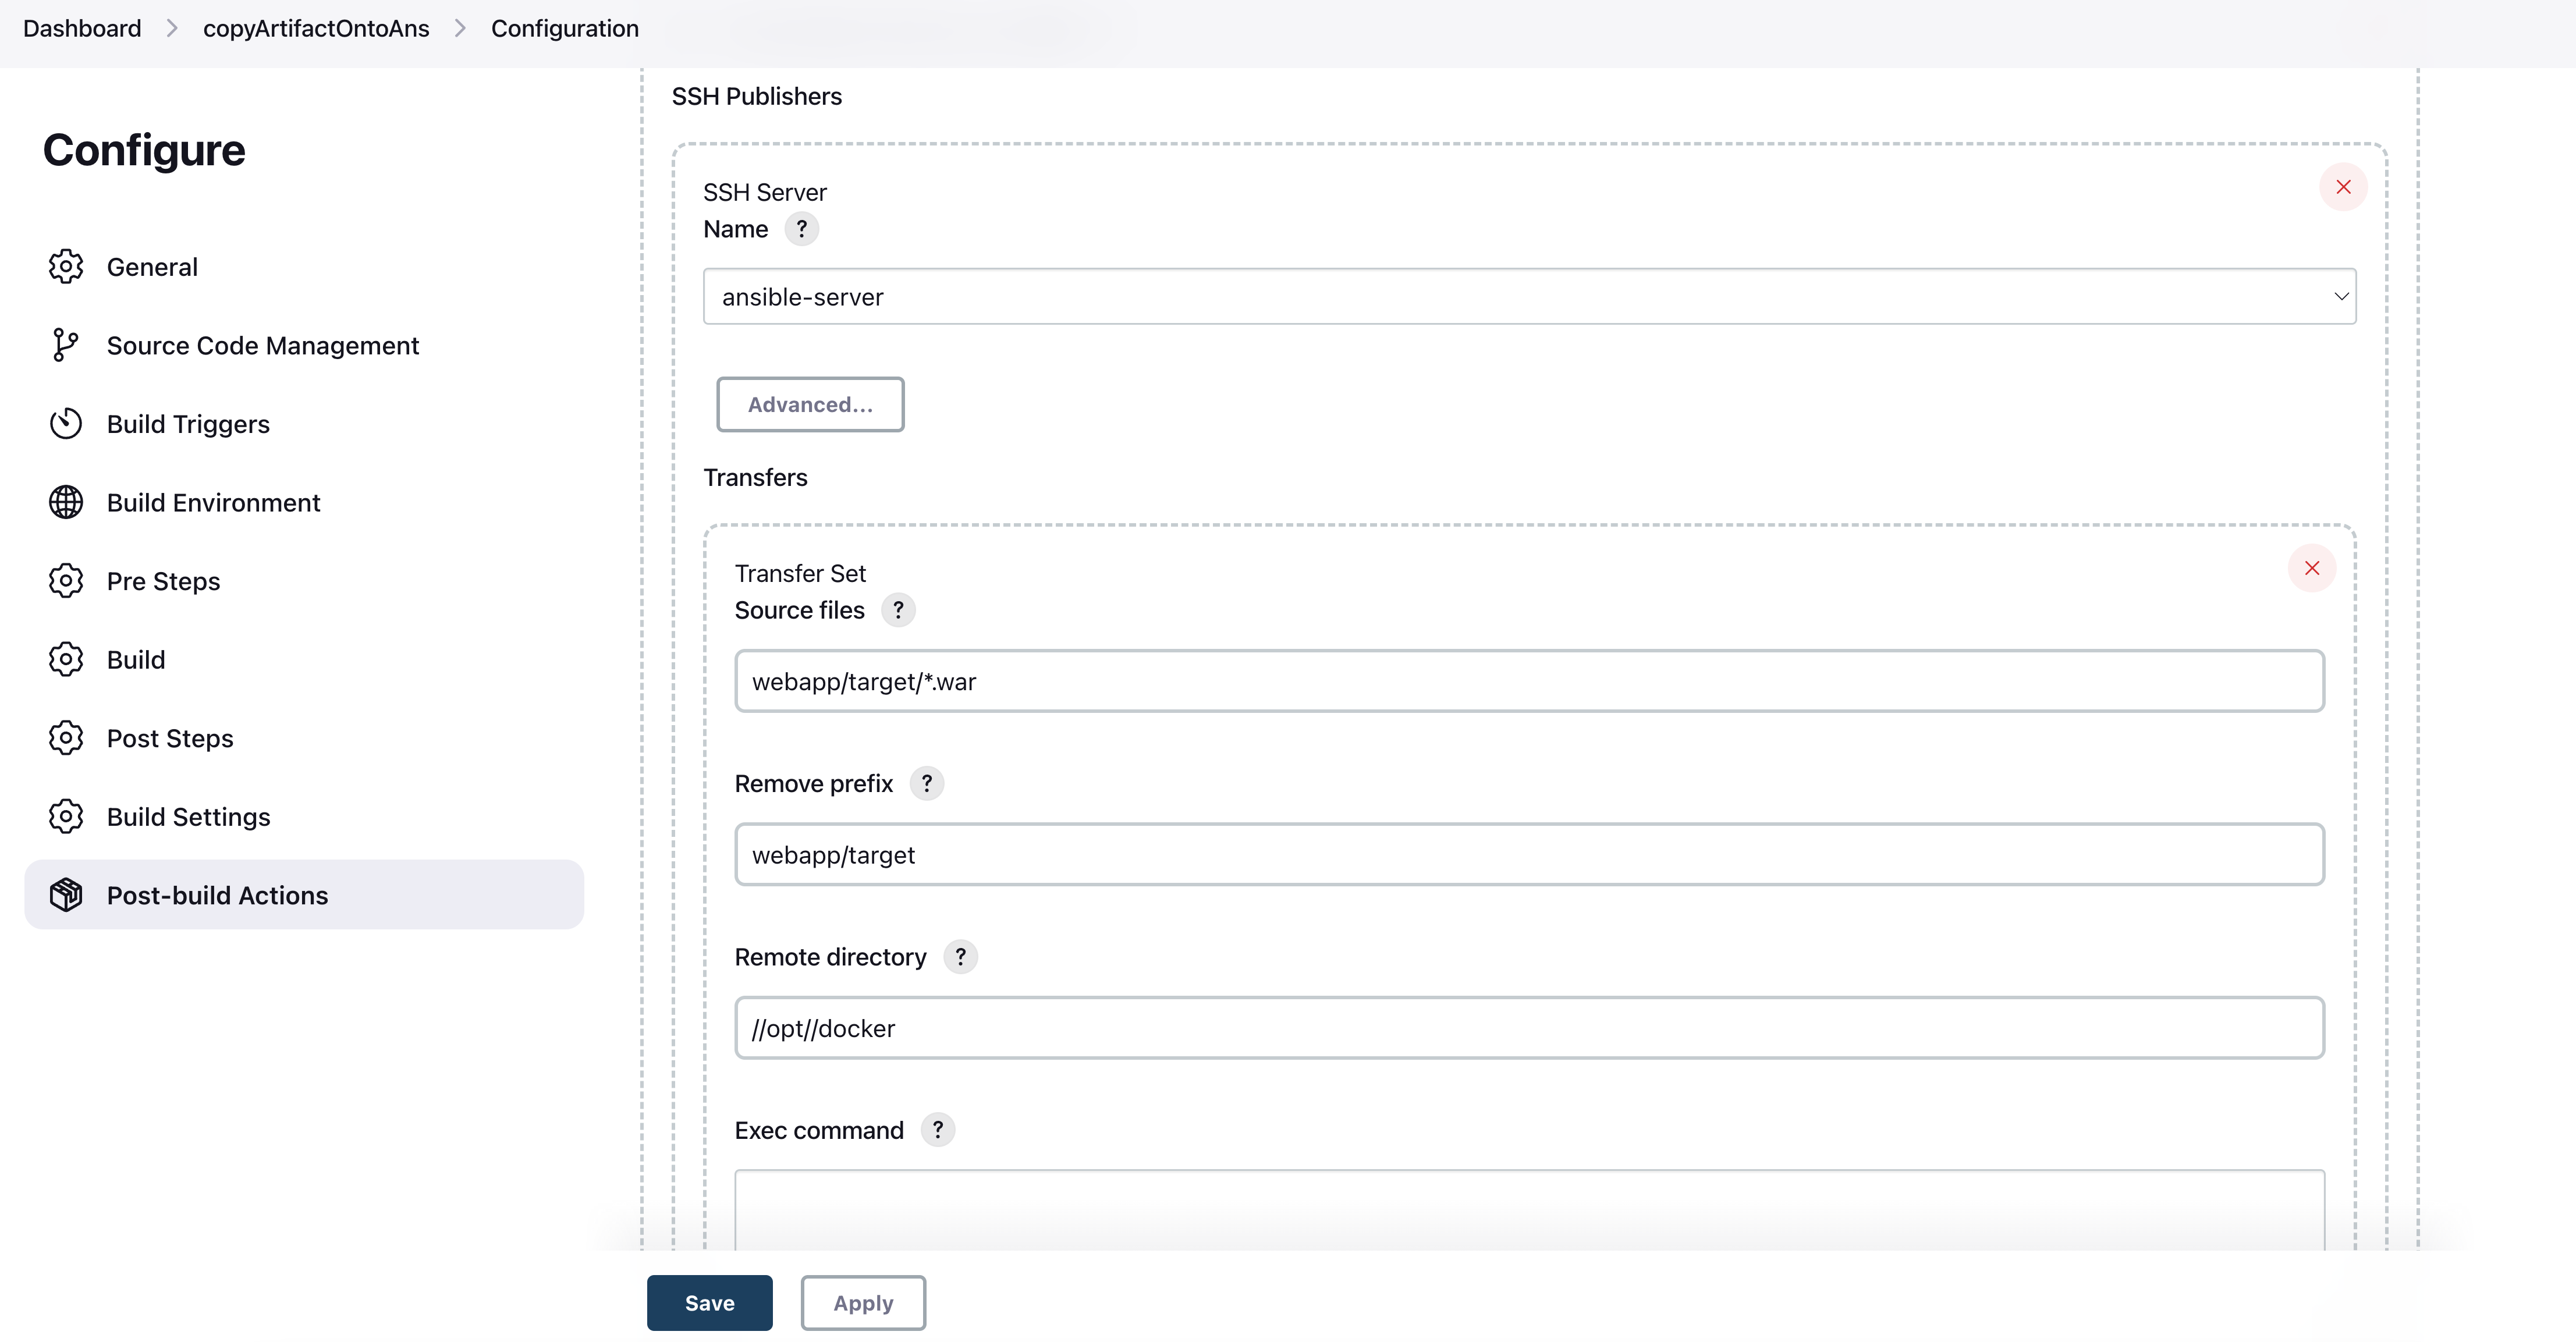 Dashboard > copyArtifactOntoAns > Configuration
Configure
General
Source Code Management
Build Triggers
Build Environment
Pre Steps
Build
Post Steps
Build Settings
Post-build Actions
SSH Publishers
SSH Server
Name ?
ansible-server
Advanced...
Transfers
Transfer Set
Source files ?
webapp/target/*.war
Remove prefix ?
webapp/target
Remote directory ?
//opt//docker
Exec command ?
Save
Apply